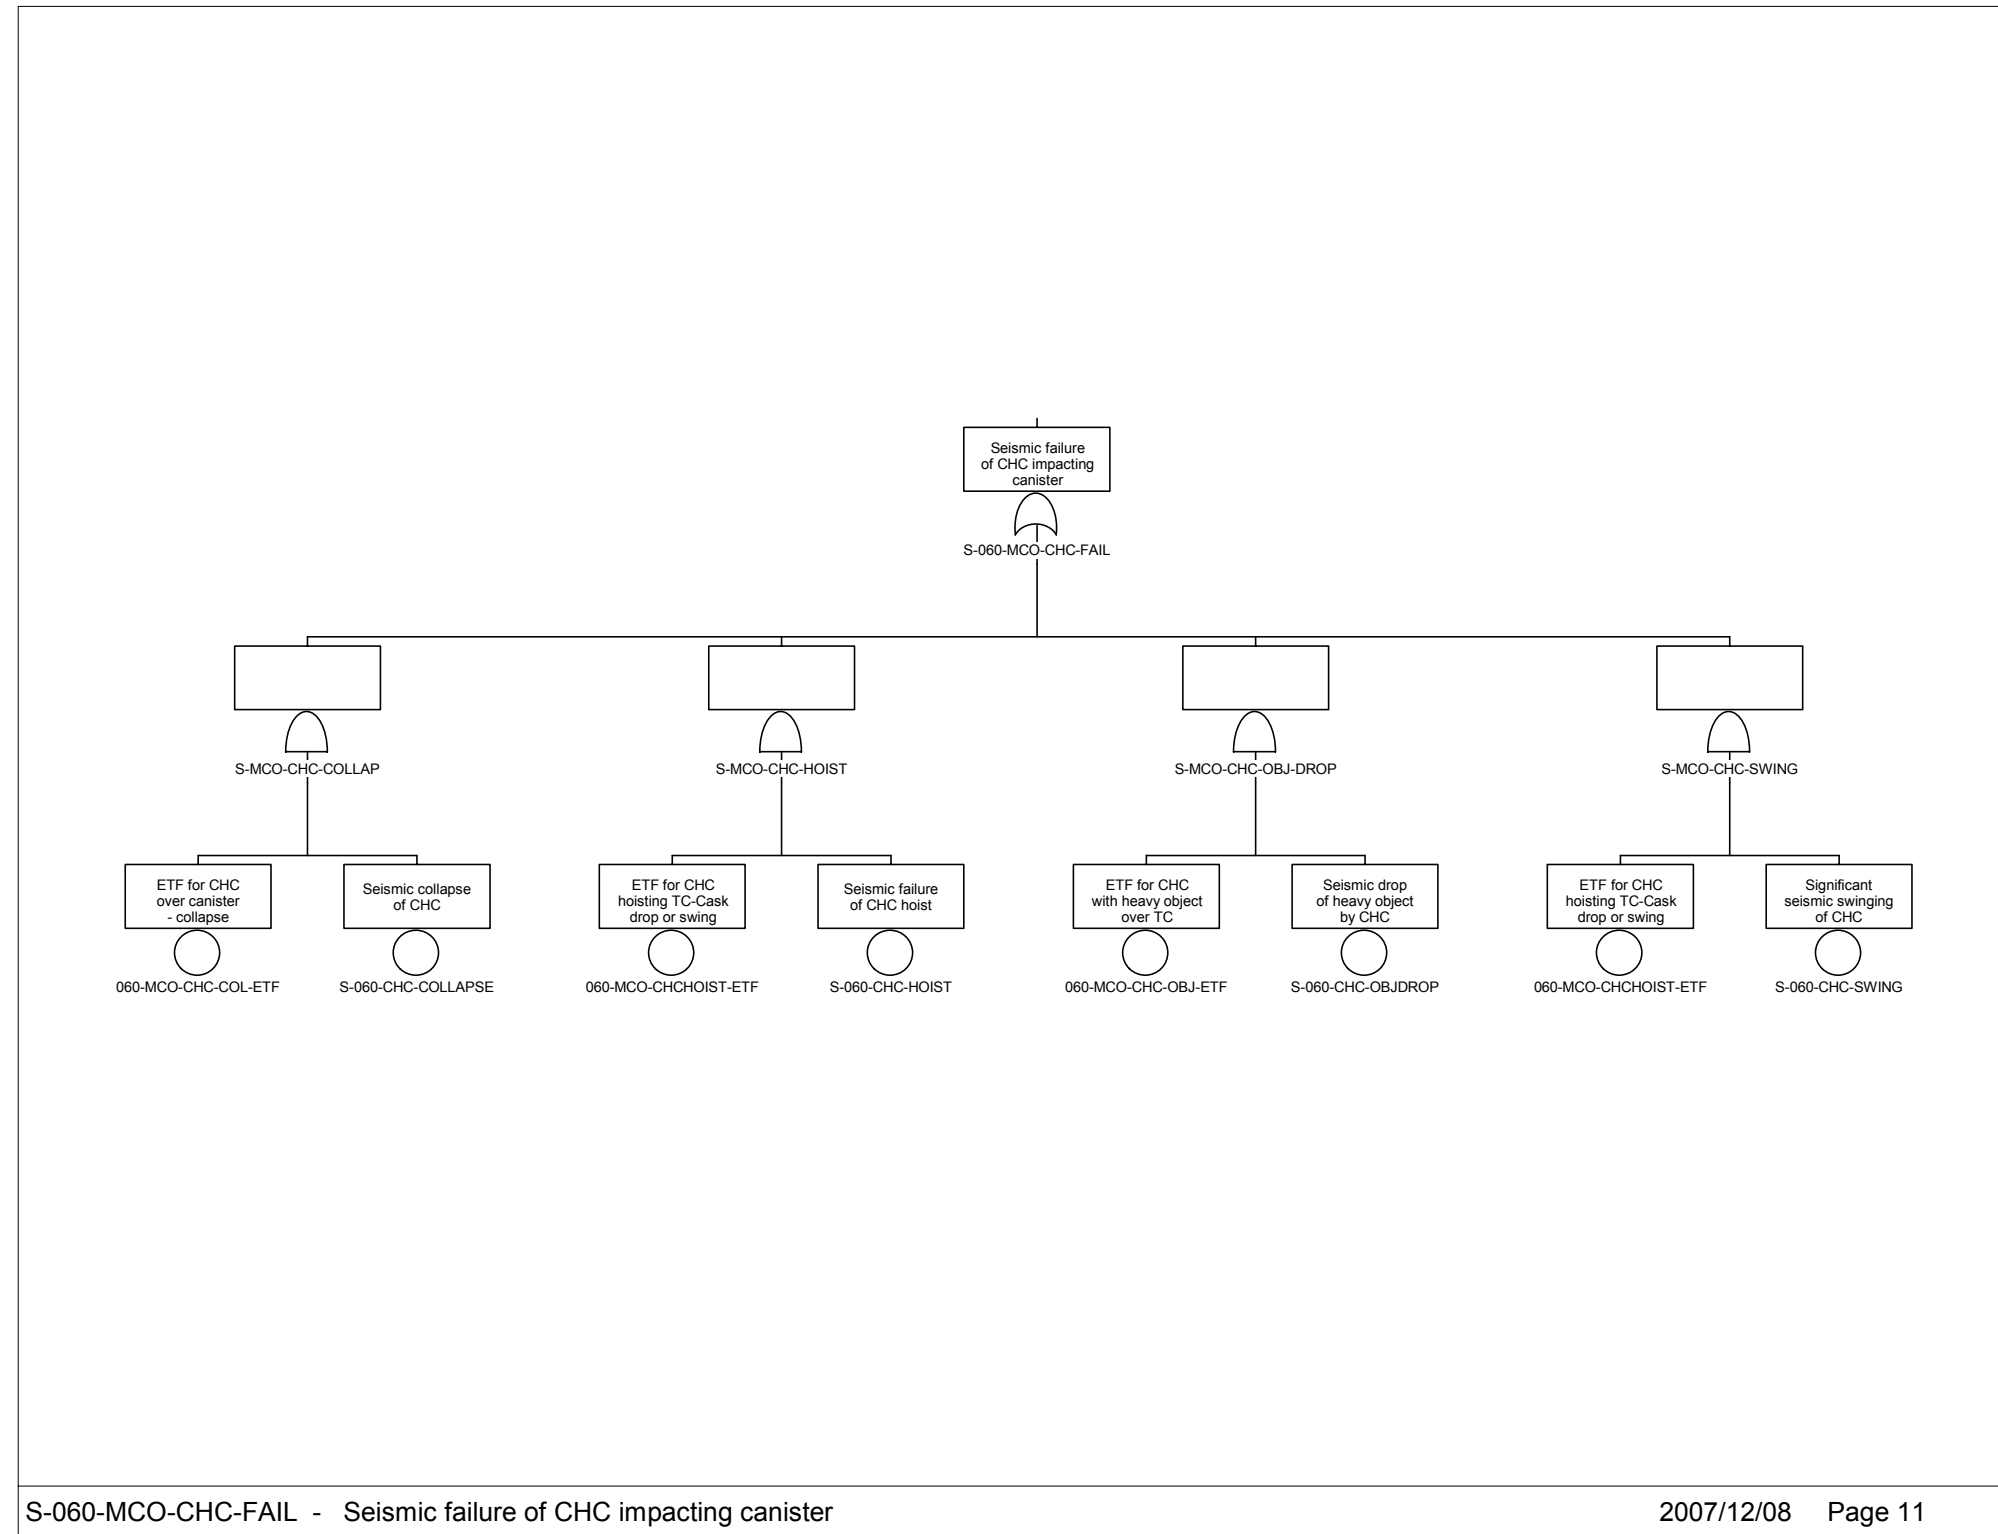 Seismic failure
of CHC impacting
canister
S-060-MCO-CHC-FAIL
S-MCO-CHC-COLLAP
S-MCO-CHC-HOIST
S-MCO-CHC-OBJ-DROP
S-MCO-CHC-SWING
ETF for CHC
over canister
- collapse
060-MCO-CHC-COL-ETF
Seismic collapse
of CHC
S-060-CHC-COLLAPSE
ETF for CHC
hoisting TC-Cask
drop or swing
060-MCO-CHCHOIST-ETF
Seismic failure
of CHC hoist
S-060-CHC-HOIST
ETF for CHC
with heavy object
over TC
060-MCO-CHC-OBJ-ETF
Seismic drop
of heavy object
by CHC
S-060-CHC-OBJDROP
ETF for CHC
hoisting TC-Cask
drop or swing
060-MCO-CHCHOIST-ETF
Significant
seismic swinging
of CHC
S-060-CHC-SWING
S-060-MCO-CHC-FAIL - Seismic failure of CHC impacting canister 2007/12/08 Page 11